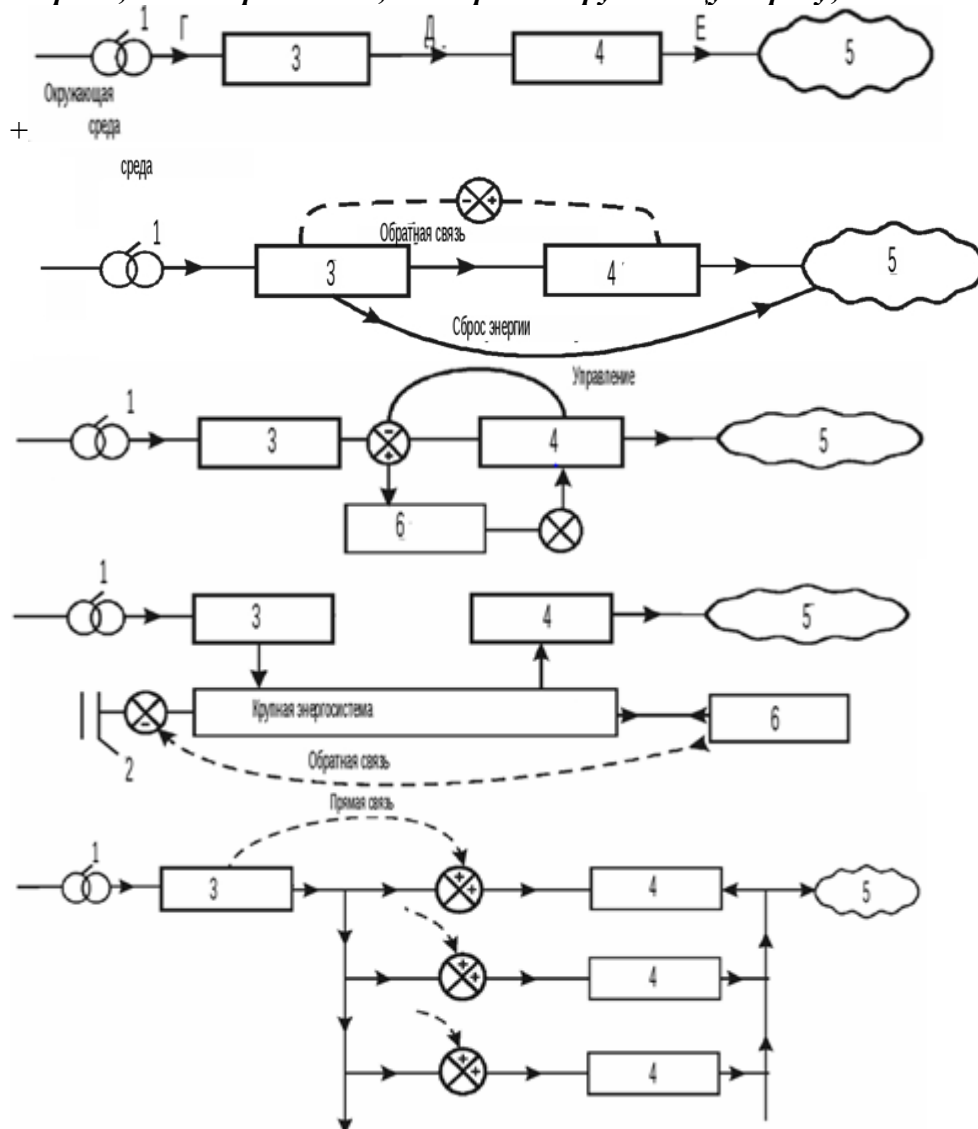 1 Г 3 Д 4 Е 5
Окружающая
среда
+
среда
1 Обратная связь
3 4 5
Сброс энергии
Управление
1 3 - + 4 5
6
1 3 4 5
Крупная энергосистема 6
2 Обратная связь
Прямая связь
1 3 + + 4 5
+ + 4
+ + 4